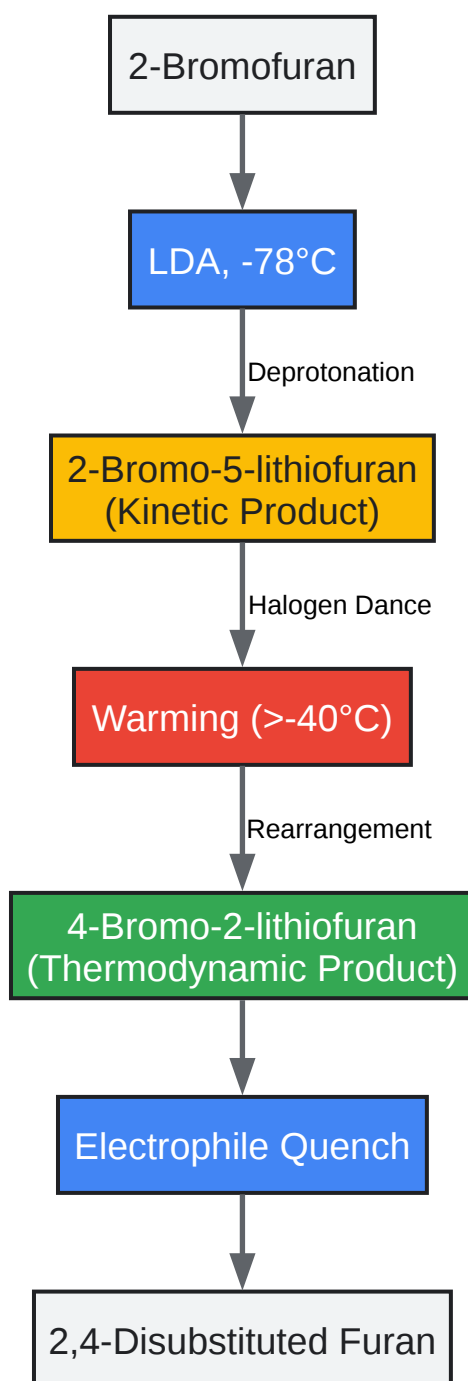 2-Bromofuran
LDA, -78°C
Deprotonation
2-Bromo-5-lithiofuran
(Kinetic Product)
Halogen Dance
Warming (>-40°C)
Rearrangement
4-Bromo-2-lithiofuran
(Thermodynamic Product)
Electrophile Quench
2,4-Disubstituted Furan